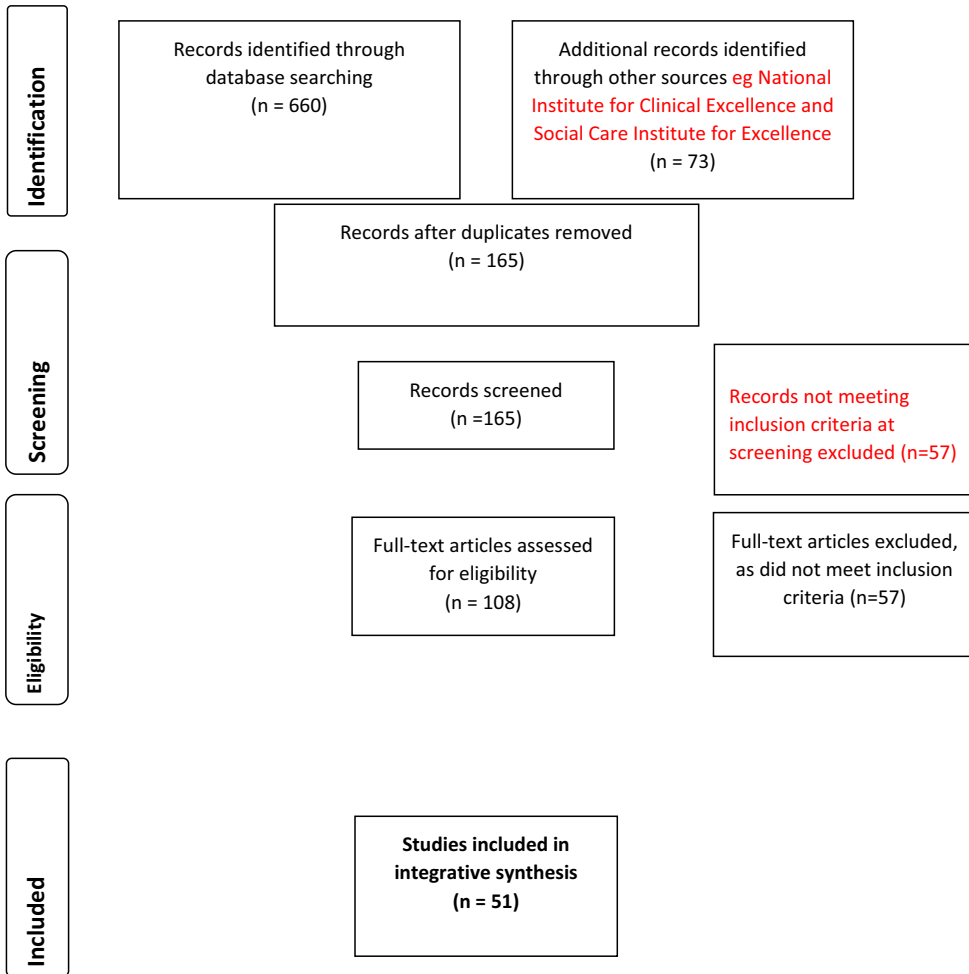 Identification
Records identified through
database searching
(n = 660)
Additional records identified
through other sources eg National
Institute for Clinical Excellence and
Social Care Institute for Excellence
(n = 73)
Records after duplicates removed
(n = 165)
Screening
Records screened
(n =165)
Records not meeting
inclusion criteria at
screening excluded (n=57)
Eligibility
Full-text articles assessed
for eligibility
(n = 108)
Full-text articles excluded,
as did not meet inclusion
criteria (n=57)
Included
Studies included in
integrative synthesis
(n = 51)